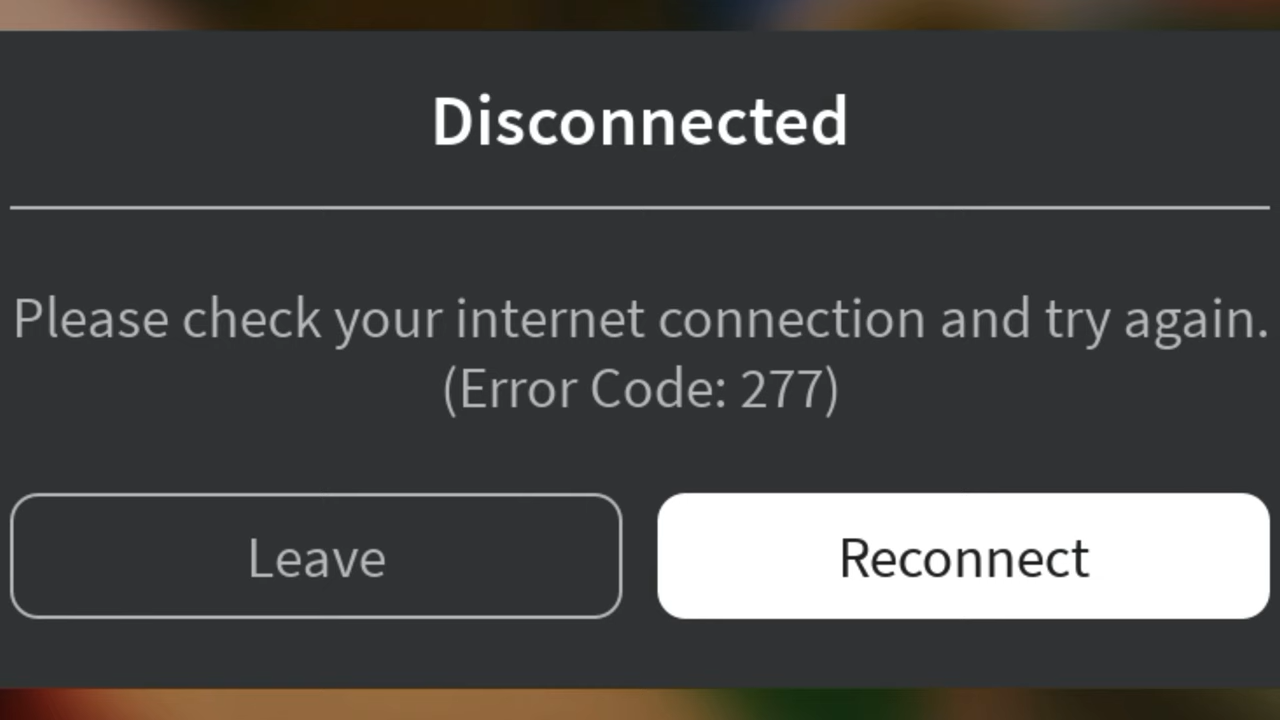 Disconnected
Please check your internet connection and try again.
(Error Code: 277)
Leave
Reconnect